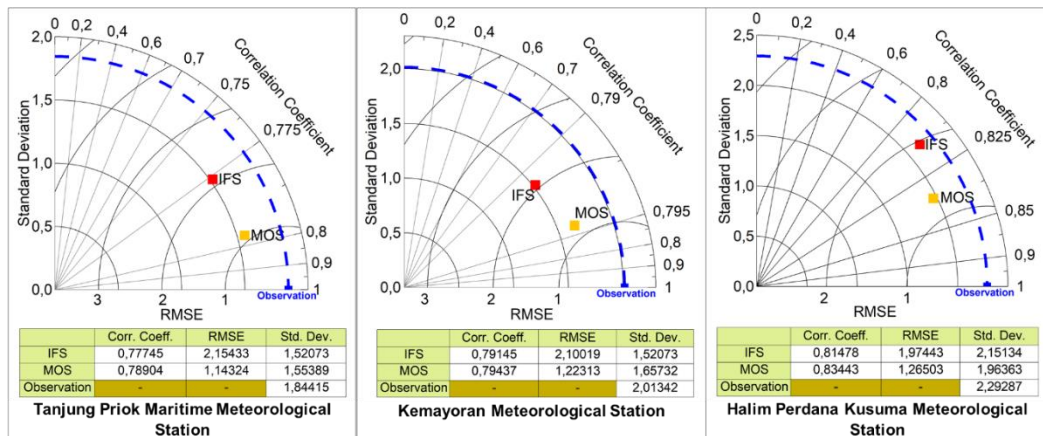 0
0,2
0,4
0,6
0,7
0,75
0,775
0,8
0,9
1
Correlation Coefficient
Standard Deviation
2,0
1,5
1,0
0,5
0,0
IFS
MOS
Observation
3
2
1
RMSE
Corr. Coeff. RMSE Std. Dev.
IFS 0,77745 2,15433 1,52073
MOS 0,78904 1,14324 1,55389
Observation - - 1,84415
Tanjung Priok Maritime Meteorological
Station
0
0,2
0,4
0,6
0,7
0,79
0,795
0,8
0,9
1
Correlation Coefficient
Standard Deviation
2,0
1,5
1,0
0,5
0,0
IFS
MOS
Observation
3
2
1
RMSE
Corr. Coeff. RMSE Std. Dev.
IFS 0,79145 2,10019 1,52073
MOS 0,79437 1,22313 1,65732
Observation - - 2,01342
Kemayoran Meteorological Station
0
0,2
0,4
0,6
0,8
0,825
0,85
0,9
1
Correlation Coefficient
Standard Deviation
2,5
2,0
1,5
1,0
0,5
0,0
IFS
MOS
Observation
2
1
RMSE
Corr. Coeff. RMSE Std. Dev.
IFS 0,81478 1,97443 2,15134
MOS 0,83443 1,26503 1,96363
Observation - - 2,29287
Halim Perdana Kusuma Meteorological
Station